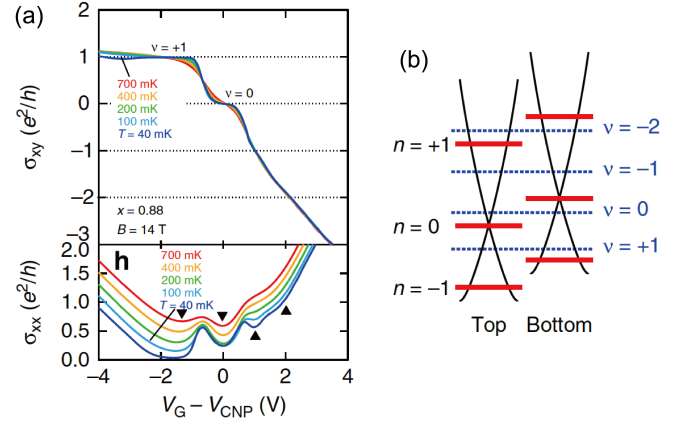 (a)
1
0
−1
−2
−3
σxy (e²/h)
ν = +1
ν = 0
700 mK
400 mK
200 mK
100 mK
T = 40 mK
x = 0.88
B = 14 T
h
2.0
1.5
1.0
0.5
0.0
σxx (e²/h)
700 mK
400 mK
200 mK
100 mK
T = 40 mK
−4
−2
0
2
4
VG − VCNP (V)
(b)
n = +1
n = 0
n = −1
ν = −2
ν = −1
ν = 0
ν = +1
Top
Bottom